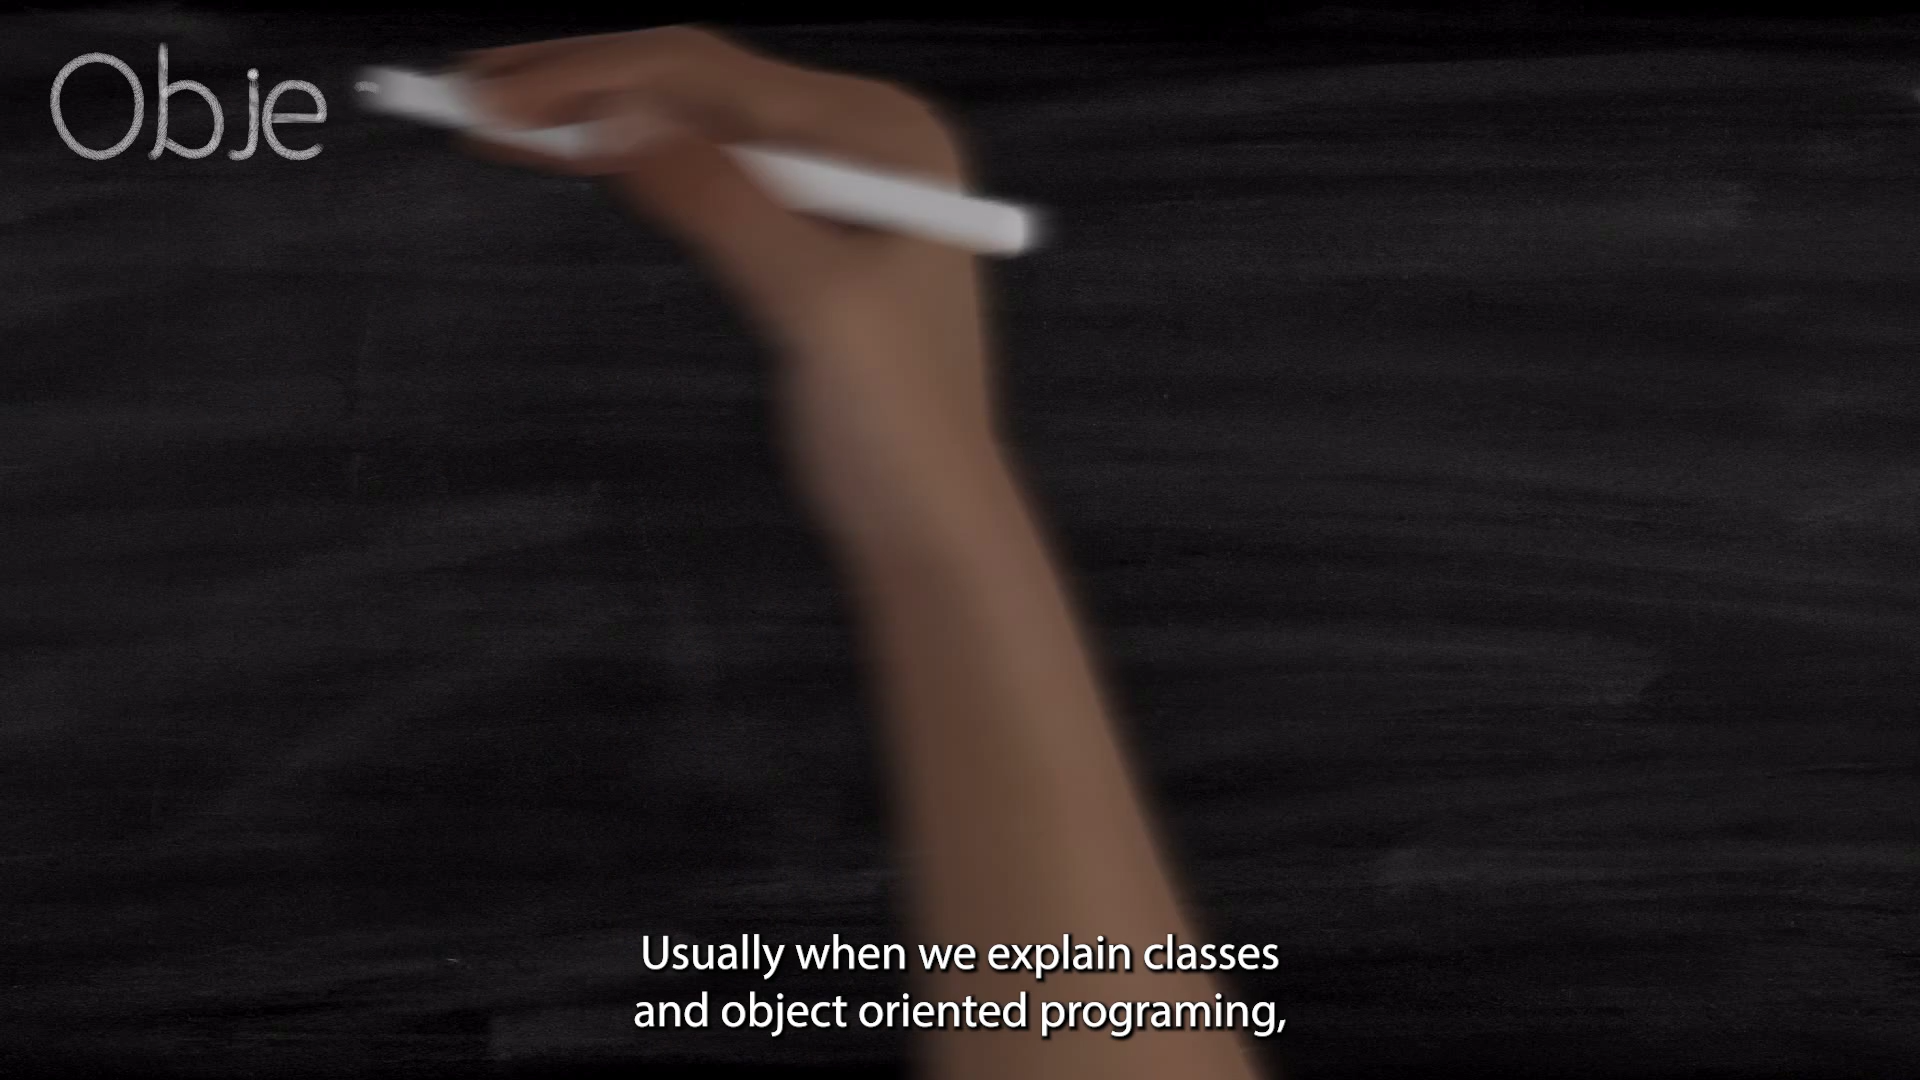 Obje
Usually when we explain classes
and object oriented programing,